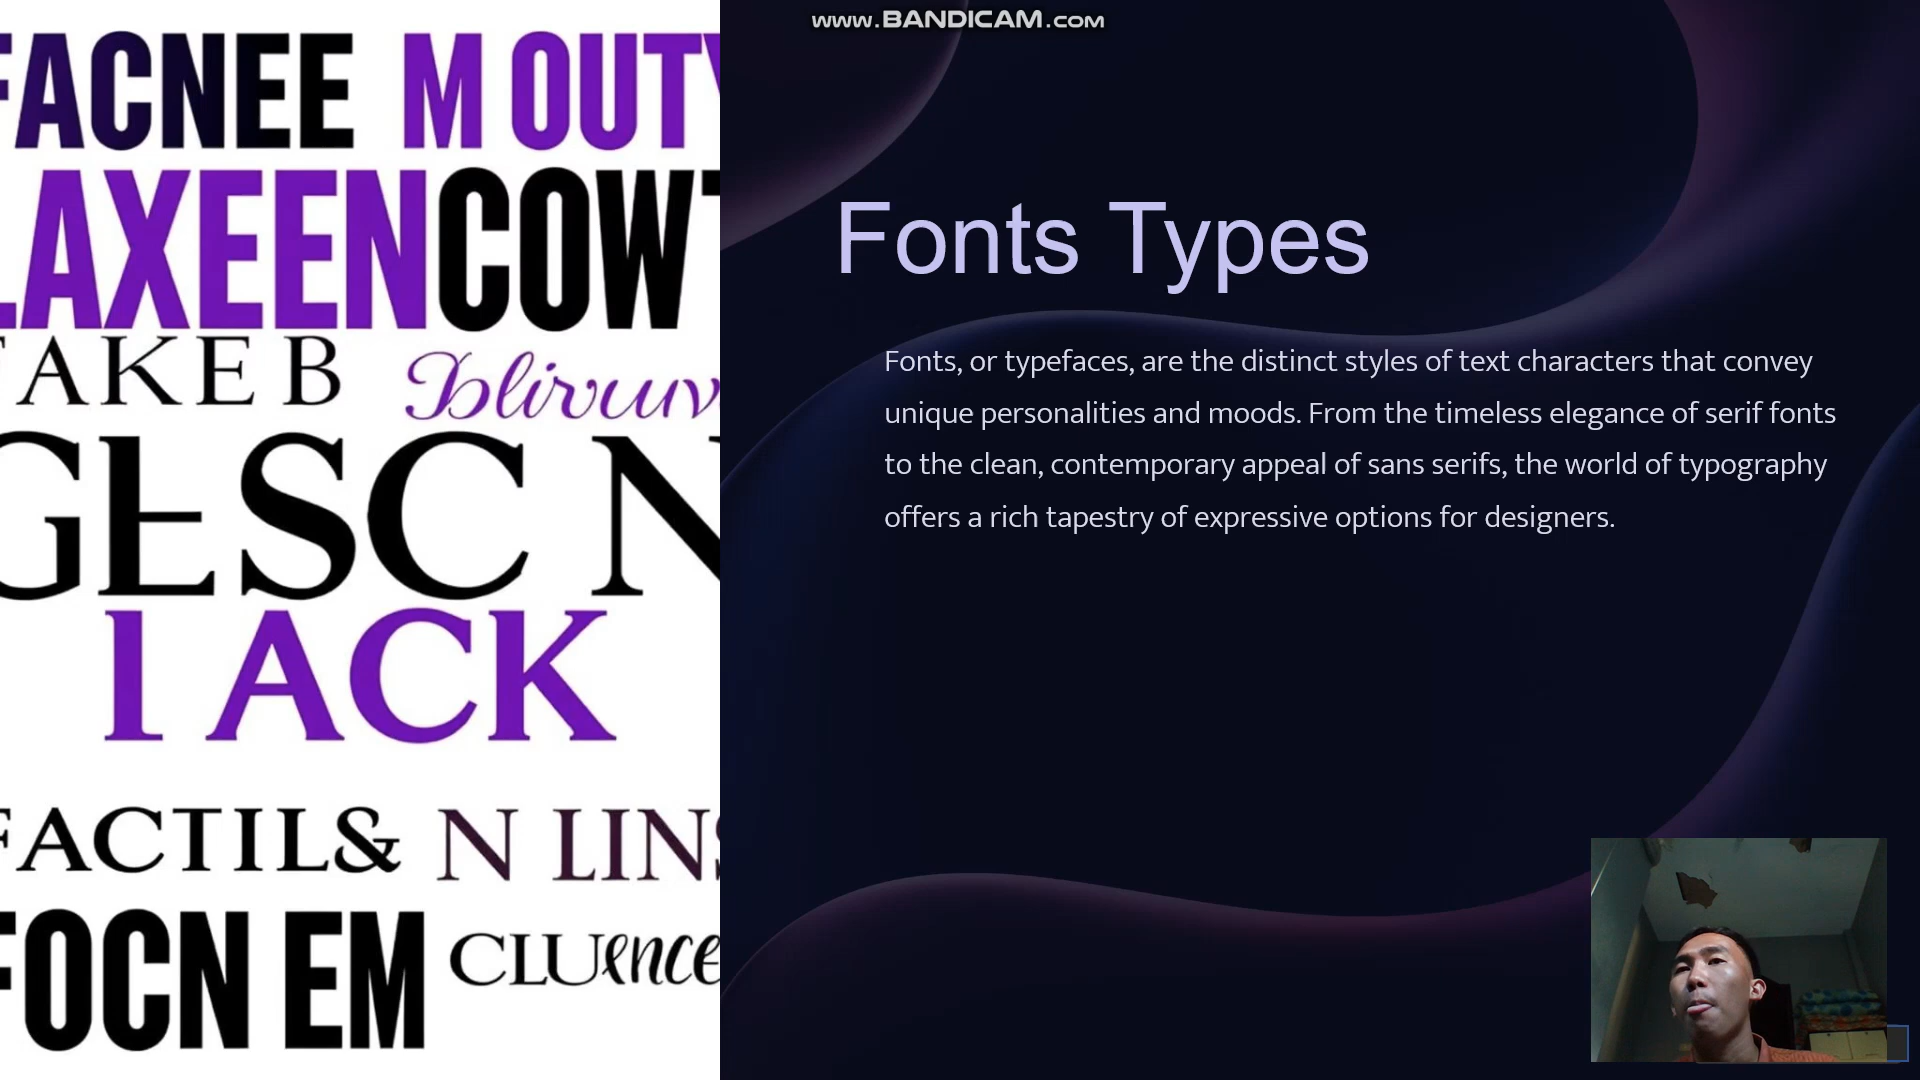 www.BANDICAM.com
FACNEE MOUTY
LAXEENCOWT
FAKE B
GESC N
I ACK
FACTIL& N LINS
FOCN EM CLUence
Fonts Types
Fonts, or typefaces, are the distinct styles of text characters that convey
unique personalities and moods. From the timeless elegance of serif fonts
to the clean, contemporary appeal of sans serifs, the world of typography
offers a rich tapestry of expressive options for designers.